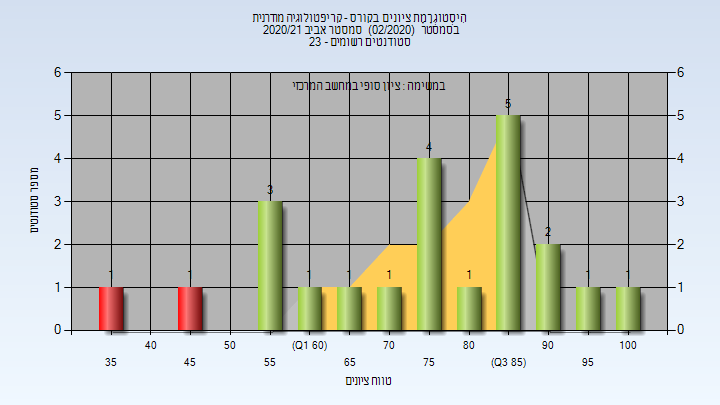 היסטוגרמת ציונים בקורס - קריפטולוגיה מודרנית
בסמסטר (02/2020) סמסטר אביב 2020/21
סטודנטים רשומים - 23
במשימה : ציון סופי במחשב המרכזי
מספר סטודנטים
6 6
5 5
4 4
3 3
2 2
1 1
0 0
1 1 3 1 1 1 4 1 5 2 1 1
40 50 (Q1 60) 70 80 90 100
35 45 55 65 75 (Q3 85) 95
טווח ציונים